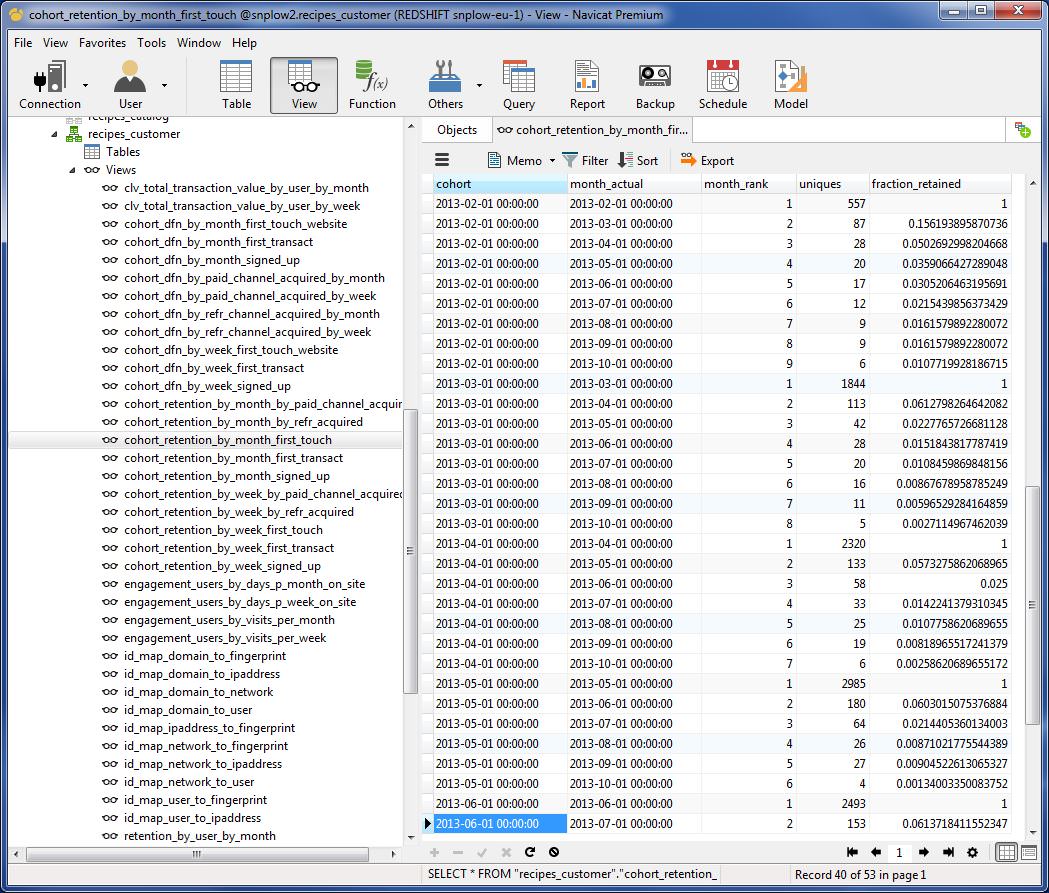 cohort_retention_by_month_first_touch @snplow2.recipes_customer (REDSHIFT snplow-eu-1) - View - Navicat Premium
File View Favorites Tools Window Help
Connection User Table View Function Others Query Report Backup Schedule Model
recipes_catalog
recipes_customer
Tables
Views
clv_total_transaction_value_by_user_by_month
clv_total_transaction_value_by_user_by_week
cohort_dfn_by_month_first_touch_website
cohort_dfn_by_month_first_transact
cohort_dfn_by_month_signed_up
cohort_dfn_by_paid_channel_acquired_by_month
cohort_dfn_by_paid_channel_acquired_by_week
cohort_dfn_by_refr_channel_acquired_by_month
cohort_dfn_by_refr_channel_acquired_by_week
cohort_dfn_by_week_first_touch_website
cohort_dfn_by_week_first_transact
cohort_dfn_by_week_signed_up
cohort_retention_by_month_by_paid_channel_acquir
cohort_retention_by_month_by_refr_acquired
cohort_retention_by_month_first_touch
cohort_retention_by_month_first_transact
cohort_retention_by_month_signed_up
cohort_retention_by_week_by_paid_channel_acquired
cohort_retention_by_week_by_refr_acquired
cohort_retention_by_week_first_touch
cohort_retention_by_week_first_transact
cohort_retention_by_week_signed_up
engagement_users_by_days_p_month_on_site
engagement_users_by_days_p_week_on_site
engagement_users_by_visits_per_month
engagement_users_by_visits_per_week
id_map_domain_to_fingerprint
id_map_domain_to_ipaddress
id_map_domain_to_network
id_map_domain_to_user
id_map_ipaddress_to_fingerprint
id_map_network_to_fingerprint
id_map_network_to_ipaddress
id_map_network_to_user
id_map_user_to_fingerprint
id_map_user_to_ipaddress
retention_by_user_by_month
Objects cohort_retention_by_month_fir...
Memo Filter Sort Export
cohort month_actual month_rank uniques fraction_retained
2013-02-01 00:00:00 2013-02-01 00:00:00 1 557 1
2013-02-01 00:00:00 2013-03-01 00:00:00 2 87 0.156193895870736
2013-02-01 00:00:00 2013-04-01 00:00:00 3 28 0.0502692998204668
2013-02-01 00:00:00 2013-05-01 00:00:00 4 20 0.0359066427289048
2013-02-01 00:00:00 2013-06-01 00:00:00 5 17 0.0305206463195691
2013-02-01 00:00:00 2013-07-01 00:00:00 6 12 0.0215439856373429
2013-02-01 00:00:00 2013-08-01 00:00:00 7 9 0.0161579892280072
2013-02-01 00:00:00 2013-09-01 00:00:00 8 9 0.0161579892280072
2013-02-01 00:00:00 2013-10-01 00:00:00 9 6 0.0107719928186715
2013-03-01 00:00:00 2013-03-01 00:00:00 1 1844 1
2013-03-01 00:00:00 2013-04-01 00:00:00 2 113 0.0612798264642082
2013-03-01 00:00:00 2013-05-01 00:00:00 3 42 0.0227765726681128
2013-03-01 00:00:00 2013-06-01 00:00:00 4 28 0.0151843817787419
2013-03-01 00:00:00 2013-07-01 00:00:00 5 20 0.0108459869848156
2013-03-01 00:00:00 2013-08-01 00:00:00 6 16 0.00867678958785249
2013-03-01 00:00:00 2013-09-01 00:00:00 7 11 0.00596529284164859
2013-03-01 00:00:00 2013-10-01 00:00:00 8 5 0.0027114967462039
2013-04-01 00:00:00 2013-04-01 00:00:00 1 2320 1
2013-04-01 00:00:00 2013-05-01 00:00:00 2 133 0.0573275862068965
2013-04-01 00:00:00 2013-06-01 00:00:00 3 58 0.025
2013-04-01 00:00:00 2013-07-01 00:00:00 4 33 0.0142241379310345
2013-04-01 00:00:00 2013-08-01 00:00:00 5 25 0.0107758620689655
2013-04-01 00:00:00 2013-09-01 00:00:00 6 19 0.00818965517241379
2013-04-01 00:00:00 2013-10-01 00:00:00 7 6 0.00258620689655172
2013-05-01 00:00:00 2013-05-01 00:00:00 1 2985 1
2013-05-01 00:00:00 2013-06-01 00:00:00 2 180 0.0603015075376884
2013-05-01 00:00:00 2013-07-01 00:00:00 3 64 0.0214405360134003
2013-05-01 00:00:00 2013-08-01 00:00:00 4 26 0.00871021775544389
2013-05-01 00:00:00 2013-09-01 00:00:00 5 27 0.00904522613065327
2013-05-01 00:00:00 2013-10-01 00:00:00 6 4 0.00134003350083752
2013-06-01 00:00:00 2013-06-01 00:00:00 1 2493 1
2013-06-01 00:00:00 2013-07-01 00:00:00 2 153 0.0613718411552347
1
SELECT * FROM "recipes_customer"."cohort_retention_ Record 40 of 53 in page 1